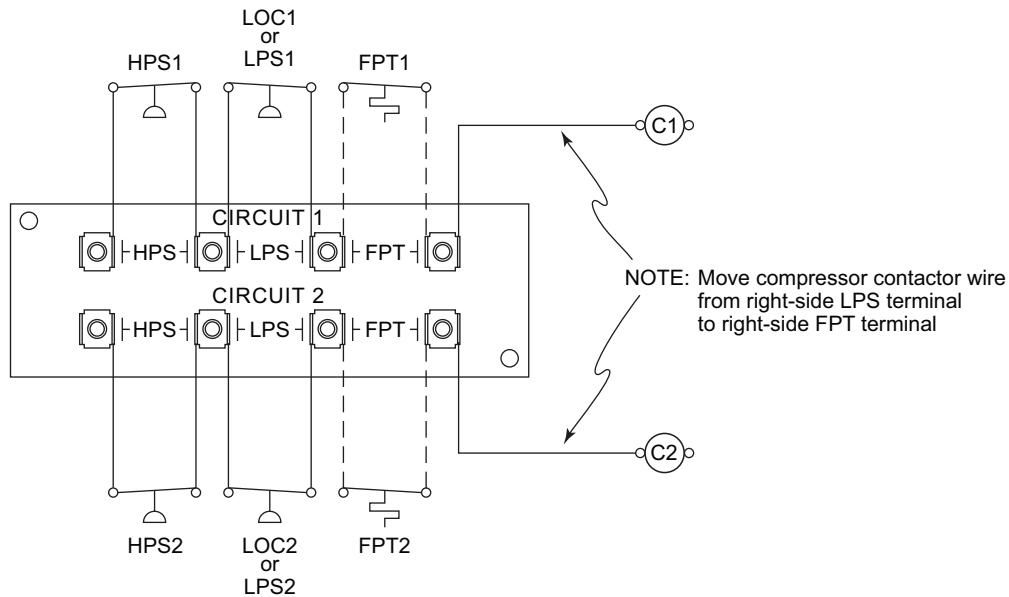 HPS1
LOC1
or
LPS1
FPT1
C1
CIRCUIT 1
HPS
LPS
FPT
NOTE: Move compressor contactor wire
from right-side LPS terminal
to right-side FPT terminal
CIRCUIT 2
HPS
LPS
FPT
C2
HPS2
LOC2
or
LPS2
FPT2